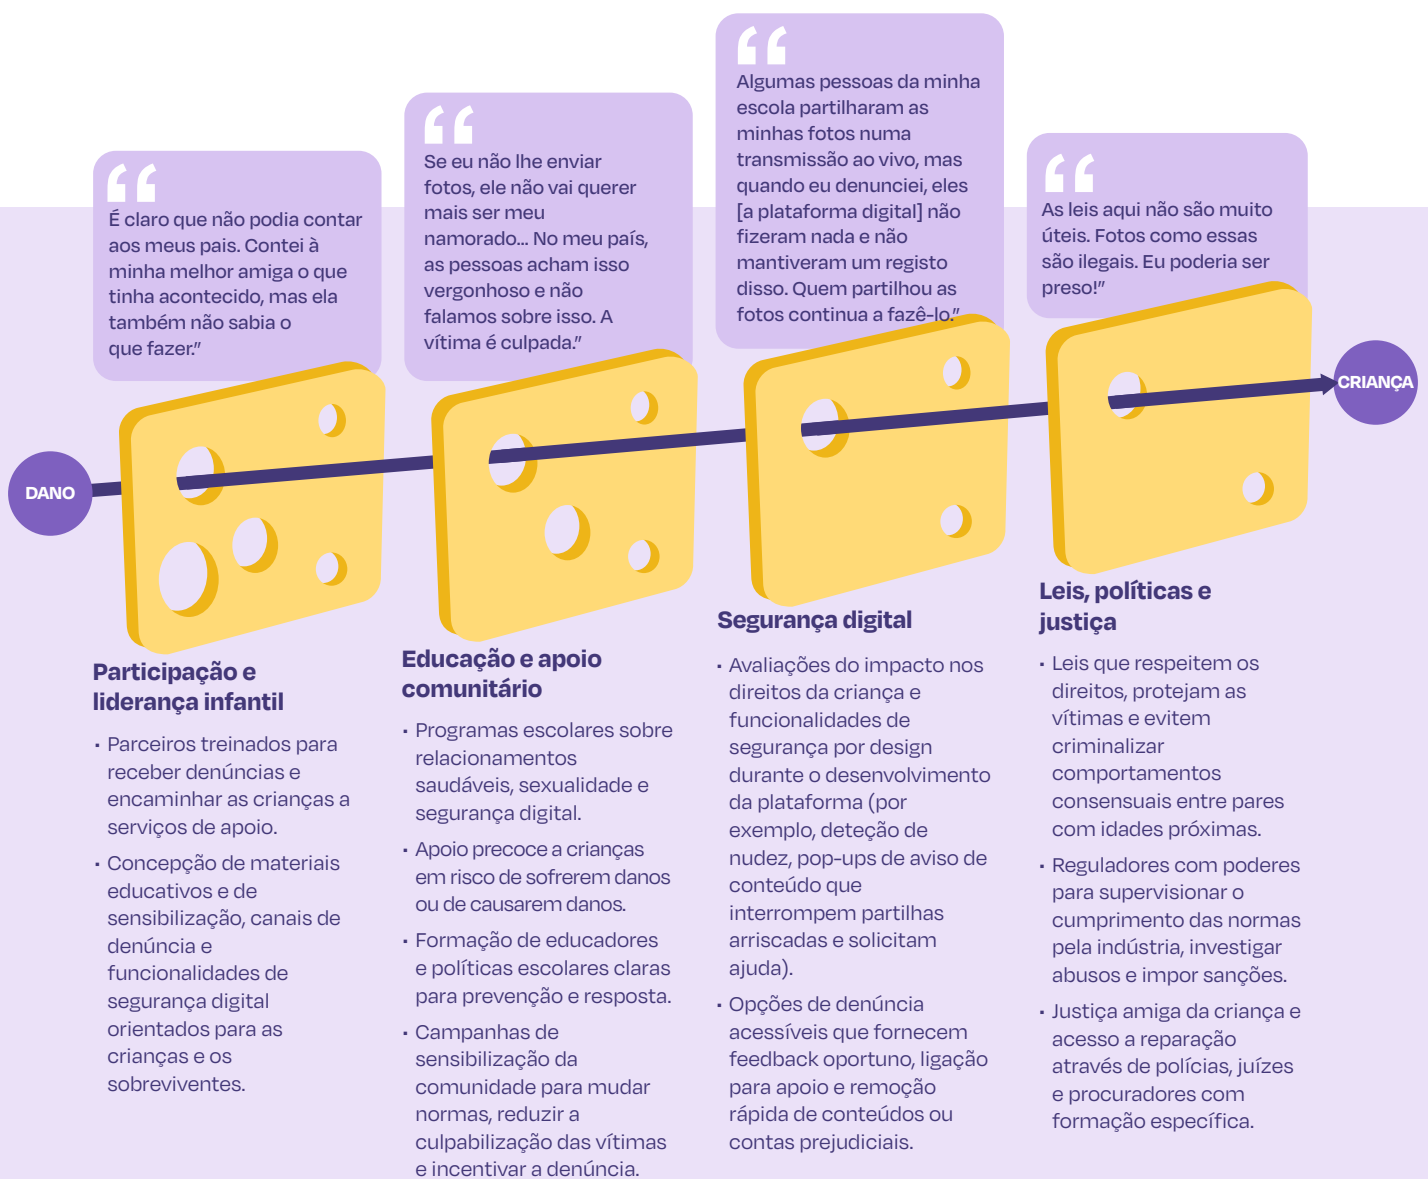 É claro que não podia contar
aos meus pais. Contei à
minha melhor amiga o que
tinha acontecido, mas ela
também não sabia o
que fazer.”
Se eu não lhe enviar
fotos, ele não vai querer
mais ser meu
namorado... No meu país,
as pessoas acham isso
vergonhoso e não
falamos sobre isso. A
vítima é culpada.”
Algumas pessoas da minha
escola partilharam as
minhas fotos numa
transmissão ao vivo, mas
quando eu denunciei, eles
[a plataforma digital] não
fizeram nada e não
mantiveram um registo
disso. Quem partilhou as
fotos continua a fazê-lo.”
As leis aqui não são muito
úteis. Fotos como essas
são ilegais. Eu poderia ser
preso!”
DANO
CRIANÇA
Participação e
liderança infantil
· Parceiros treinados para
receber denúncias e
encaminhar as crianças a
serviços de apoio.
· Concepção de materiais
educativos e de
sensibilização, canais de
denúncia e
funcionalidades de
segurança digital
orientados para as
crianças e os
sobreviventes.
Educação e apoio
comunitário
· Programas escolares sobre
relacionamentos
saudáveis, sexualidade e
segurança digital.
· Apoio precoce a crianças
em risco de sofrerem danos
ou de causarem danos.
· Formação de educadores
e políticas escolares claras
para prevenção e resposta.
· Campanhas de
sensibilização da
comunidade para mudar
normas, reduzir a
culpabilização das vítimas
e incentivar a denúncia.
Segurança digital
· Avaliações do impacto nos
direitos da criança e
funcionalidades de
segurança por design
durante o desenvolvimento
da plataforma (por
exemplo, deteção de
nudez, pop-ups de aviso de
conteúdo que
interrompem partilhas
arriscadas e solicitam
ajuda).
· Opções de denúncia
acessíveis que fornecem
feedback oportuno, ligação
para apoio e remoção
rápida de conteúdos ou
contas prejudiciais.
Leis, políticas e
justiça
· Leis que respeitem os
direitos, protejam as
vítimas e evitem
criminalizar
comportamentos
consensuais entre pares
com idades próximas.
· Reguladores com poderes
para supervisionar o
cumprimento das normas
pela indústria, investigar
abusos e impor sanções.
· Justiça amiga da criança e
acesso a reparação
através de polícias, juízes
e procuradores com
formação específica.